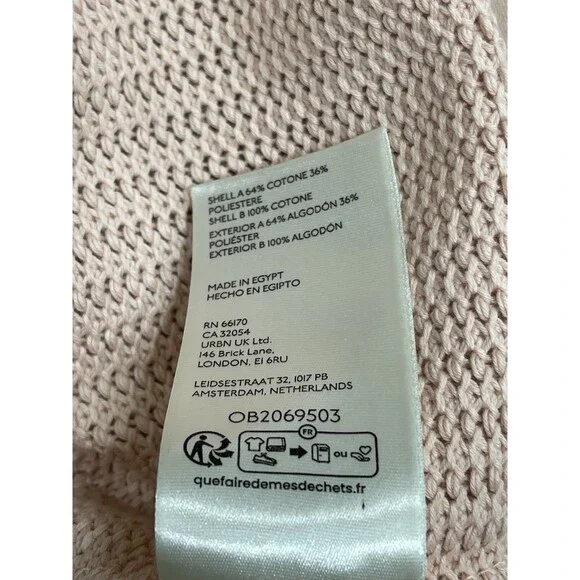 SHELL A 64% COTONE 36%
POLIESTERE
SHELL B 100% COTONE
EXTERIOR A 64% ALGODÓN 36%
POLIÉSTER
EXTERIOR B 100% ALGODÓN
MADE IN EGYPT
HECHO EN EGIPTO
RN 66170
CA 32054
URBN UK Ltd.
146 Brick Lane,
LONDON, E1 6RU
LEIDSESTRAAT 32, 1017 PB
AMSTERDAM, NETHERLANDS
OB2069503
FR
ou
quefairedemesdechets.fr